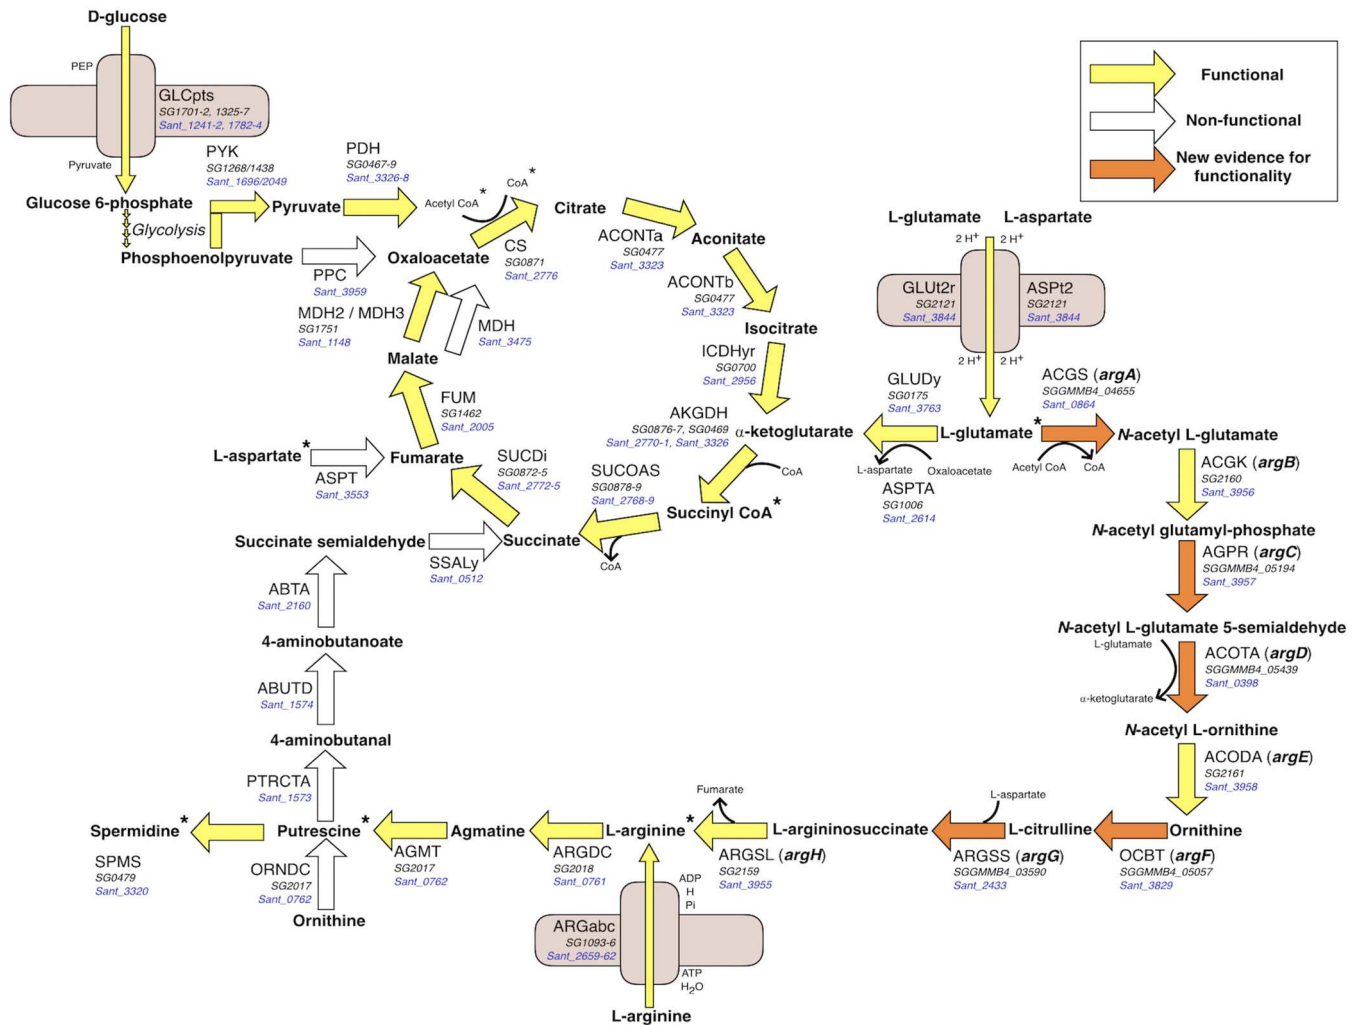 D-glucose
PEP
GLCpts
SG1701-2, 1325-7
Sant_1241-2, 1782-4
Pyruvate
Glucose 6-phosphate
Glycolysis
Phosphoenolpyruvate
PYK
SG1268/1438
Sant_1696/2049
Pyruvate
PDH
SG0467-9
Sant_3326-8
Acetyl CoA*
CoA*
PPC
Sant_3959
Oxaloacetate
CS
SG0871
Sant_2776
Citrate
ACONTa
SG0477
Sant_3323
Aconitate
ACONTb
SG0477
Sant_3323
Isocitrate
ICDHyr
SG0700
Sant_2956
AKGDH
SG0876-7, SG0469
Sant_2770-1, Sant_3326
α-ketoglutarate
CoA
Succinyl CoA*
SUCOAS
SG0878-9
Sant_2768-9
CoA
Succinate
SUCDi
SG0872-5
Sant_2772-5
Fumarate
FUM
SG1462
Sant_2005
Malate
MDH2 / MDH3
SG1751
Sant_1148
MDH
Sant_3475
L-aspartate*
ASPT
Sant_3553
Succinate semialdehyde
SSALy
Sant_0512
ABTA
Sant_2160
4-aminobutanoate
ABUTD
Sant_1574
4-aminobutanal
PTRCTA
Sant_1573
Spermidine*
SPMS
SG0479
Sant_3320
Putrescine*
ORNDC
SG2017
Sant_0762
Ornithine
AGMT
SG2017
Sant_0762
Agmatine
ARGDC
SG2018
Sant_0761
L-arginine*
ADP
H
Pi
ARGabc
SG1093-6
Sant_2659-62
ATP
H2O
L-arginine
Fumarate
ARGSL (argH)
SG2159
Sant_3955
L-argininosuccinate
L-aspartate
ARGSS (argG)
SGGMMB4_03590
Sant_2433
L-citrulline
OCBT (argF)
SGGMMB4_05057
Sant_3829
Ornithine
ACODA (argE)
SG2161
Sant_3958
N-acetyl L-ornithine
ACOTA (argD)
SGGMMB4_05439
Sant_0398
L-glutamate
α-ketoglutarate
N-acetyl L-glutamate 5-semialdehyde
AGPR (argC)
SGGMMB4_05194
Sant_3957
N-acetyl glutamyl-phosphate
ACGK (argB)
SG2160
Sant_3956
N-acetyl L-glutamate
ACGS (argA)
SGGMMB4_04655
Sant_0864
Acetyl CoA
CoA
L-glutamate*
GLUDy
SG0175
Sant_3763
L-aspartate
Oxaloacetate
ASPTA
SG1006
Sant_2614
L-glutamate
L-aspartate
2 H+
2 H+
GLUt2r
SG2121
Sant_3844
ASPt2
SG2121
Sant_3844
2 H+
2 H+
Functional
Non-functional
New evidence for
functionality